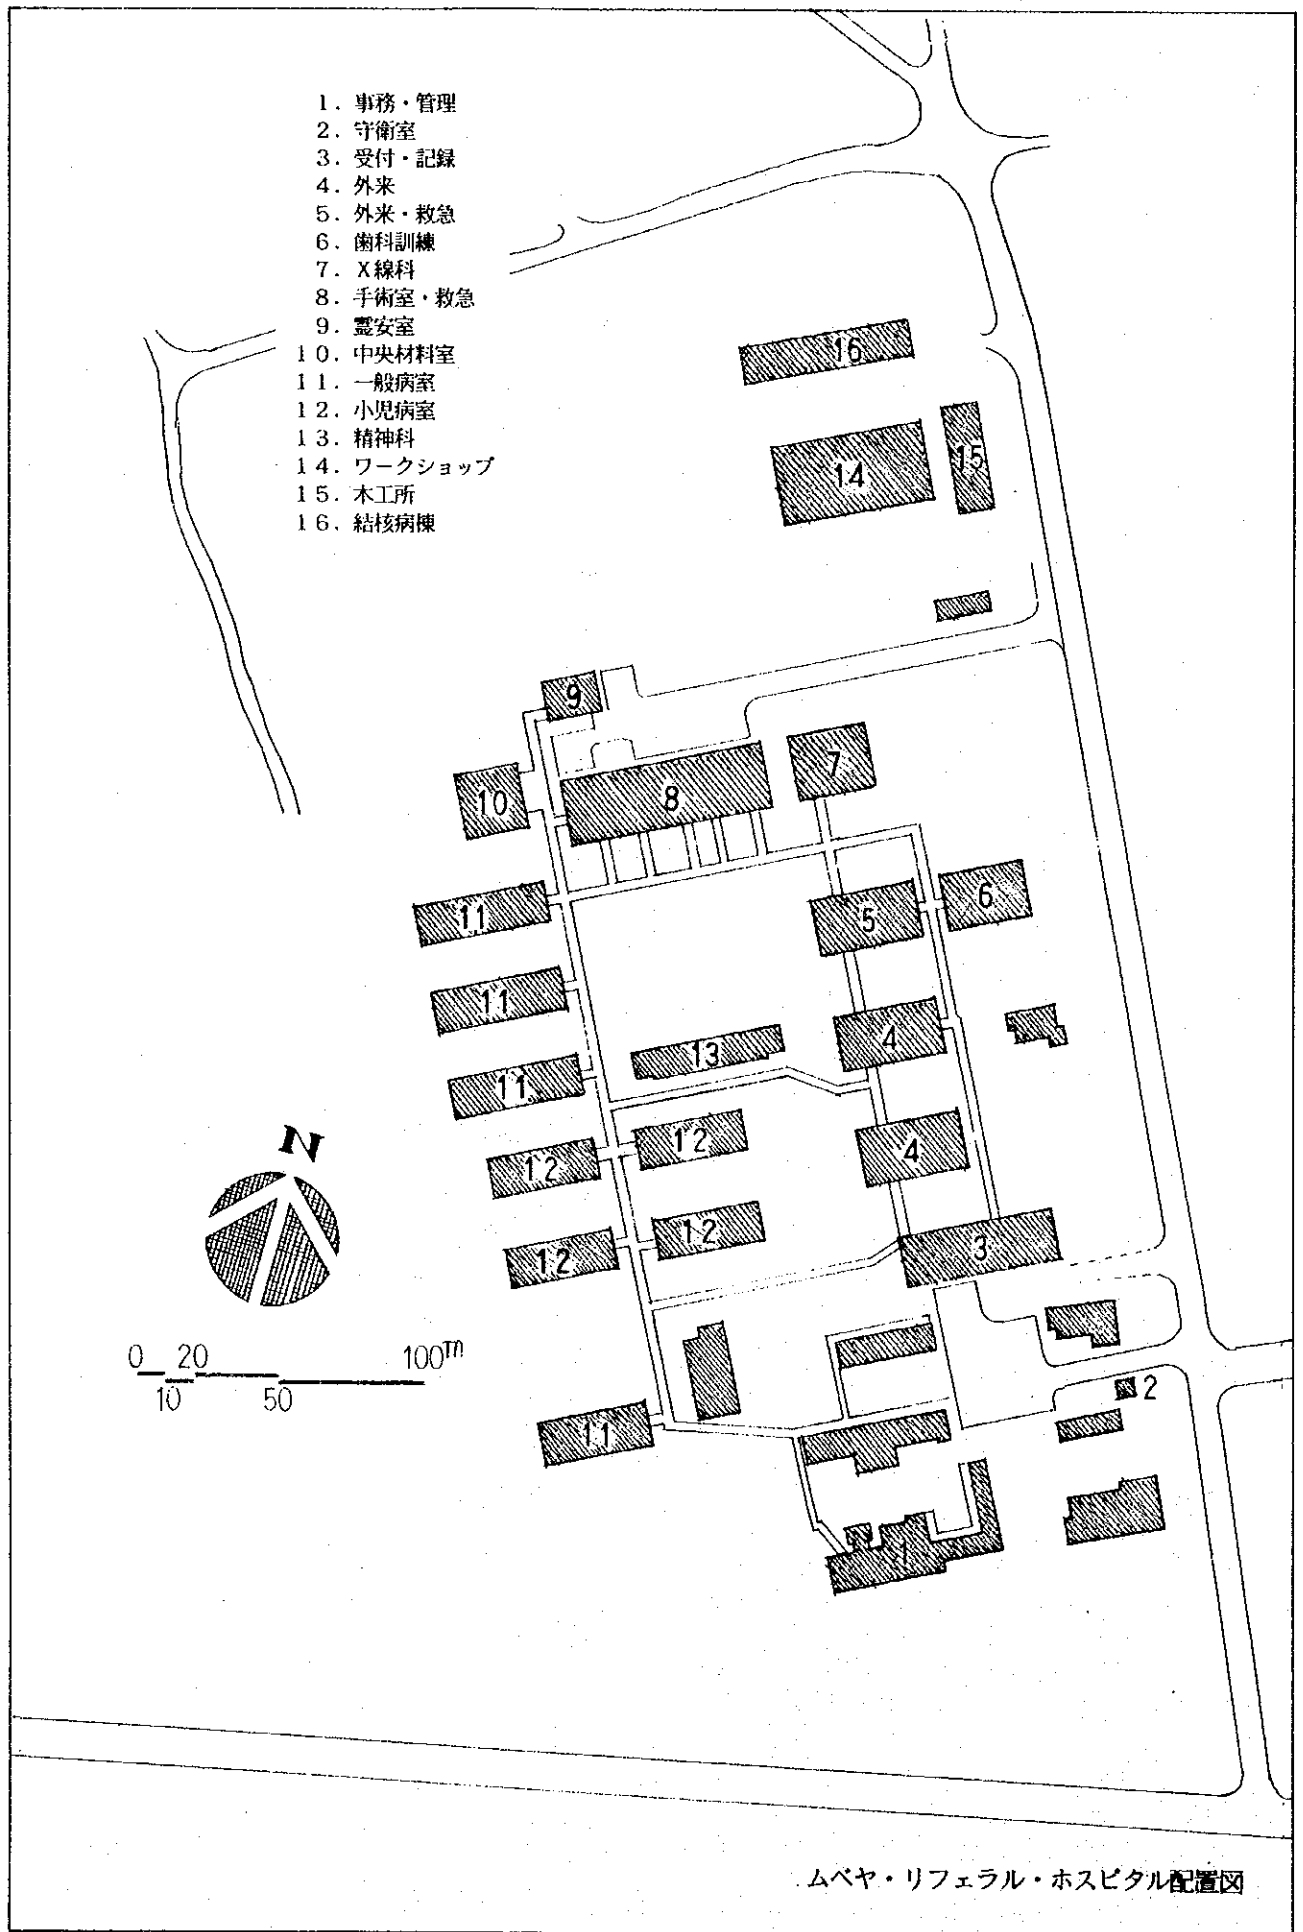 1. 事務・管理
2.守衛室
3. 受付・記録
4. 外来
5. 外来・救急
6. 歯科訓練
7. X線科
8. 手術室・救急
9. 霊安室
10. 中央材料室
11. 一般病室
12. 小児病室
13. 精神科
14. ワークショップ
15. 木工所
16. 結核病棟
16
14
15
9
7
10
8
11
5
6
11
4
13
11
12
4
12
N
12
12
3
0 20 100m
10 50
2
11
1
ムベヤ・リフェラル・ホスピタル配置図